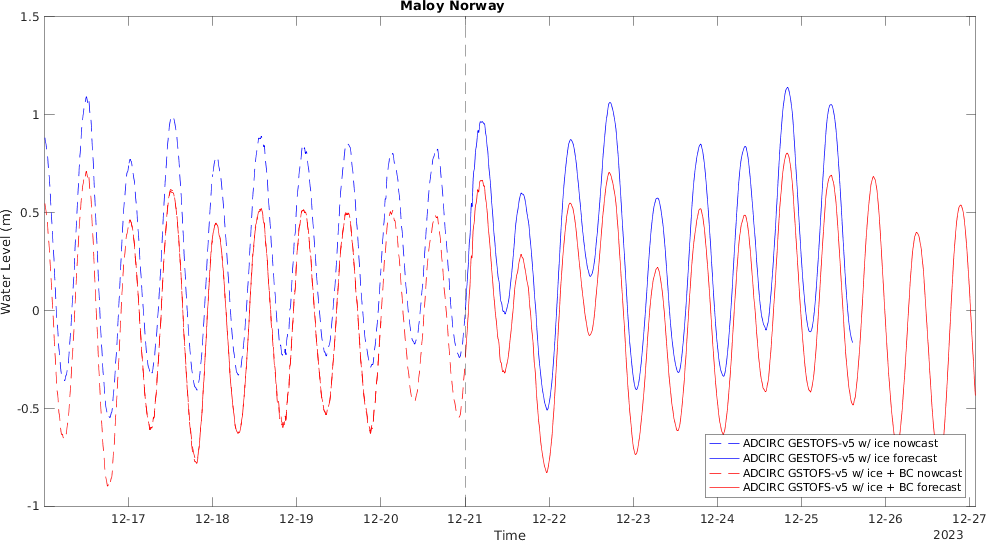 Maloy Norway
1.5
1
0.5
0
-0.5
-1
Water Level (m)
12-17
12-18
12-19
12-20
12-21
12-22
12-23
12-24
12-25
12-26
12-27
Time
2023
ADCIRC GESTOFS-v5 w/ ice nowcast
ADCIRC GESTOFS-v5 w/ ice forecast
ADCIRC GSTOFS-v5 w/ ice + BC nowcast
ADCIRC GSTOFS-v5 w/ ice + BC forecast